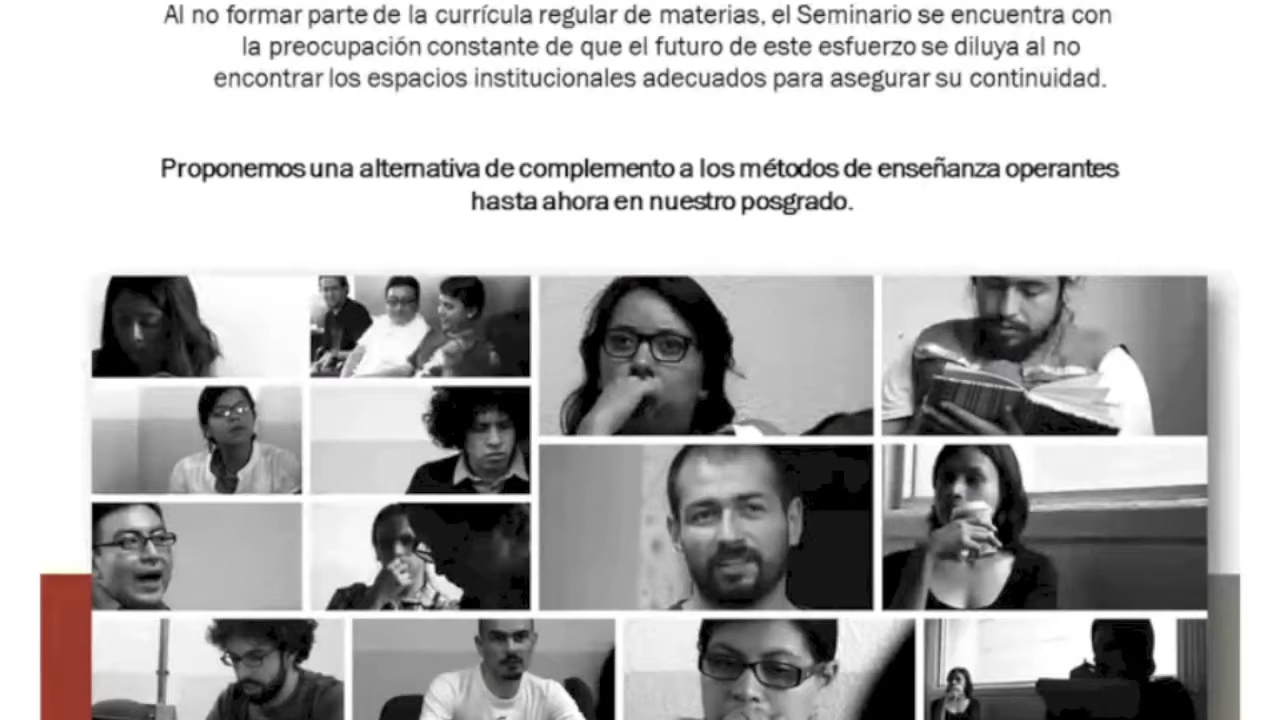 Al no formar parte de la currícula regular de materias, el Seminario se encuentra con
la preocupación constante de que el futuro de este esfuerzo se diluya al no
encontrar los espacios institucionales adecuados para asegurar su continuidad.
Proponemos una alternativa de complemento a los métodos de enseñanza operantes
hasta ahora en nuestro posgrado.